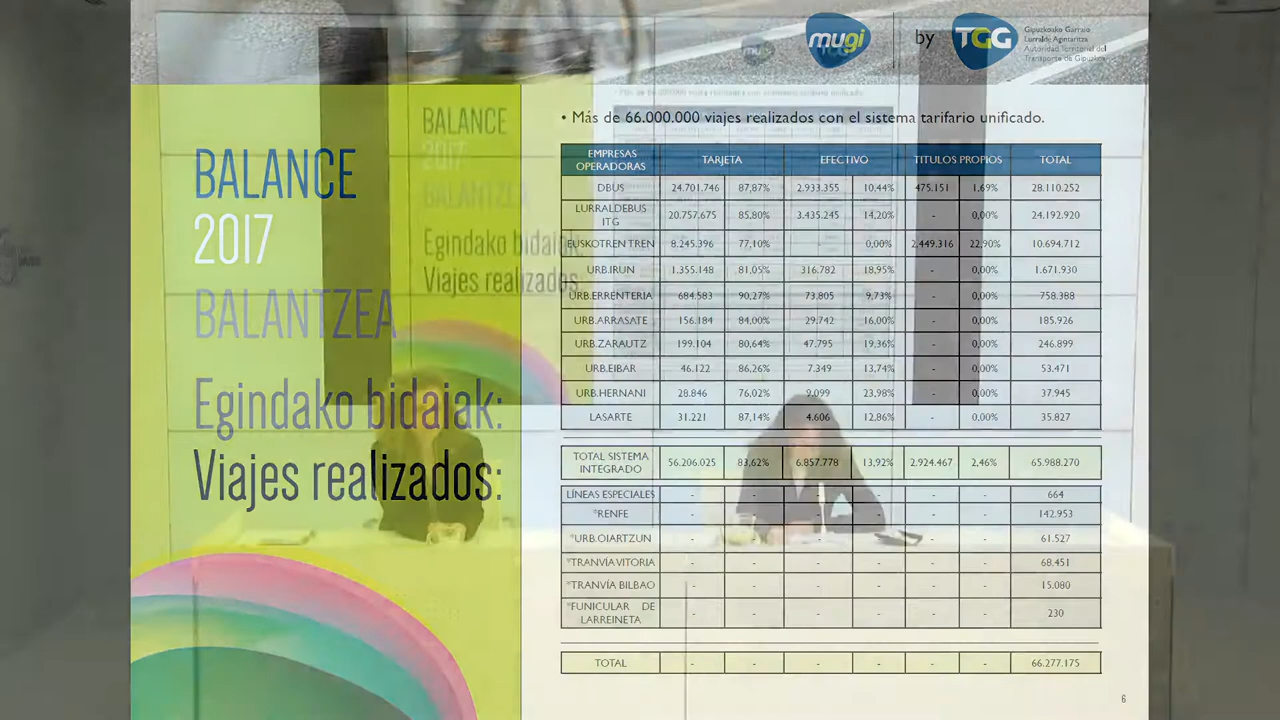 mugi
by
TGG
Gipuzkoako Garraio
Lurralde Agintaritza
Autoridad Territorial del
Transporte de Gipuzkoa
BALANCE
2017
BALANTZEA
Egindako bidaiak:
Viajes realizados:
BALANCE
2017
BALANTZEA
Egindako bidaiak:
Viajes realizados:
• Más de 66.000.000 viajes realizados con el sistema tarifario unificado.
EMPRESAS OPERADORAS TARJETA EFECTIVO TITULOS PROPIOS TOTAL
DBUS 24.701.746 87,87% 2.933.355 10,44% 475.151 1,69% 28.110.252
LURRALDEBUS ITG 20.757.675 85,80% 3.435.245 14,20% - 0,00% 24.192.920
EUSKOTREN TREN 8.245.396 77,10% - 0,00% 2,449.316 22,90% 10.694.712
URB.IRUN 1.355.148 81,05% 316.782 18,95% - 0,00% 1.671.930
URB.ERRENTERIA 684.583 90,27% 73.805 9,73% - 0,00% 758.388
URB.ARRASATE 156.184 84,00% 29.742 16,00% - 0,00% 185.926
URB.ZARAUTZ 199.104 80,64% 47.795 19,36% - 0,00% 246.899
URB.EIBAR 46.122 86,26% 7.349 13,74% - 0,00% 53.471
URB.HERNANI 28.846 76,02% 9.099 23,98% - 0,00% 37.945
LASARTE 31.221 87,14% 4.606 12,86% - 0,00% 35.827
TOTAL SISTEMA INTEGRADO 56.206.025 83,62% 6.857.778 13,92% 2.924.467 2,46% 65.988.270
LÍNEAS ESPECIALES - - - - - - 664
*RENFE - - - - - - 142.953
*URB.OIARTZUN - - - - - - 61.527
*TRANVÍA VITORIA - - - - - - 68.451
*TRANVÍA BILBAO - - - - - - 15.080
*FUNICULAR DE LARREINETA - - - - - - 230
TOTAL - - - - - - 66.277.175
6